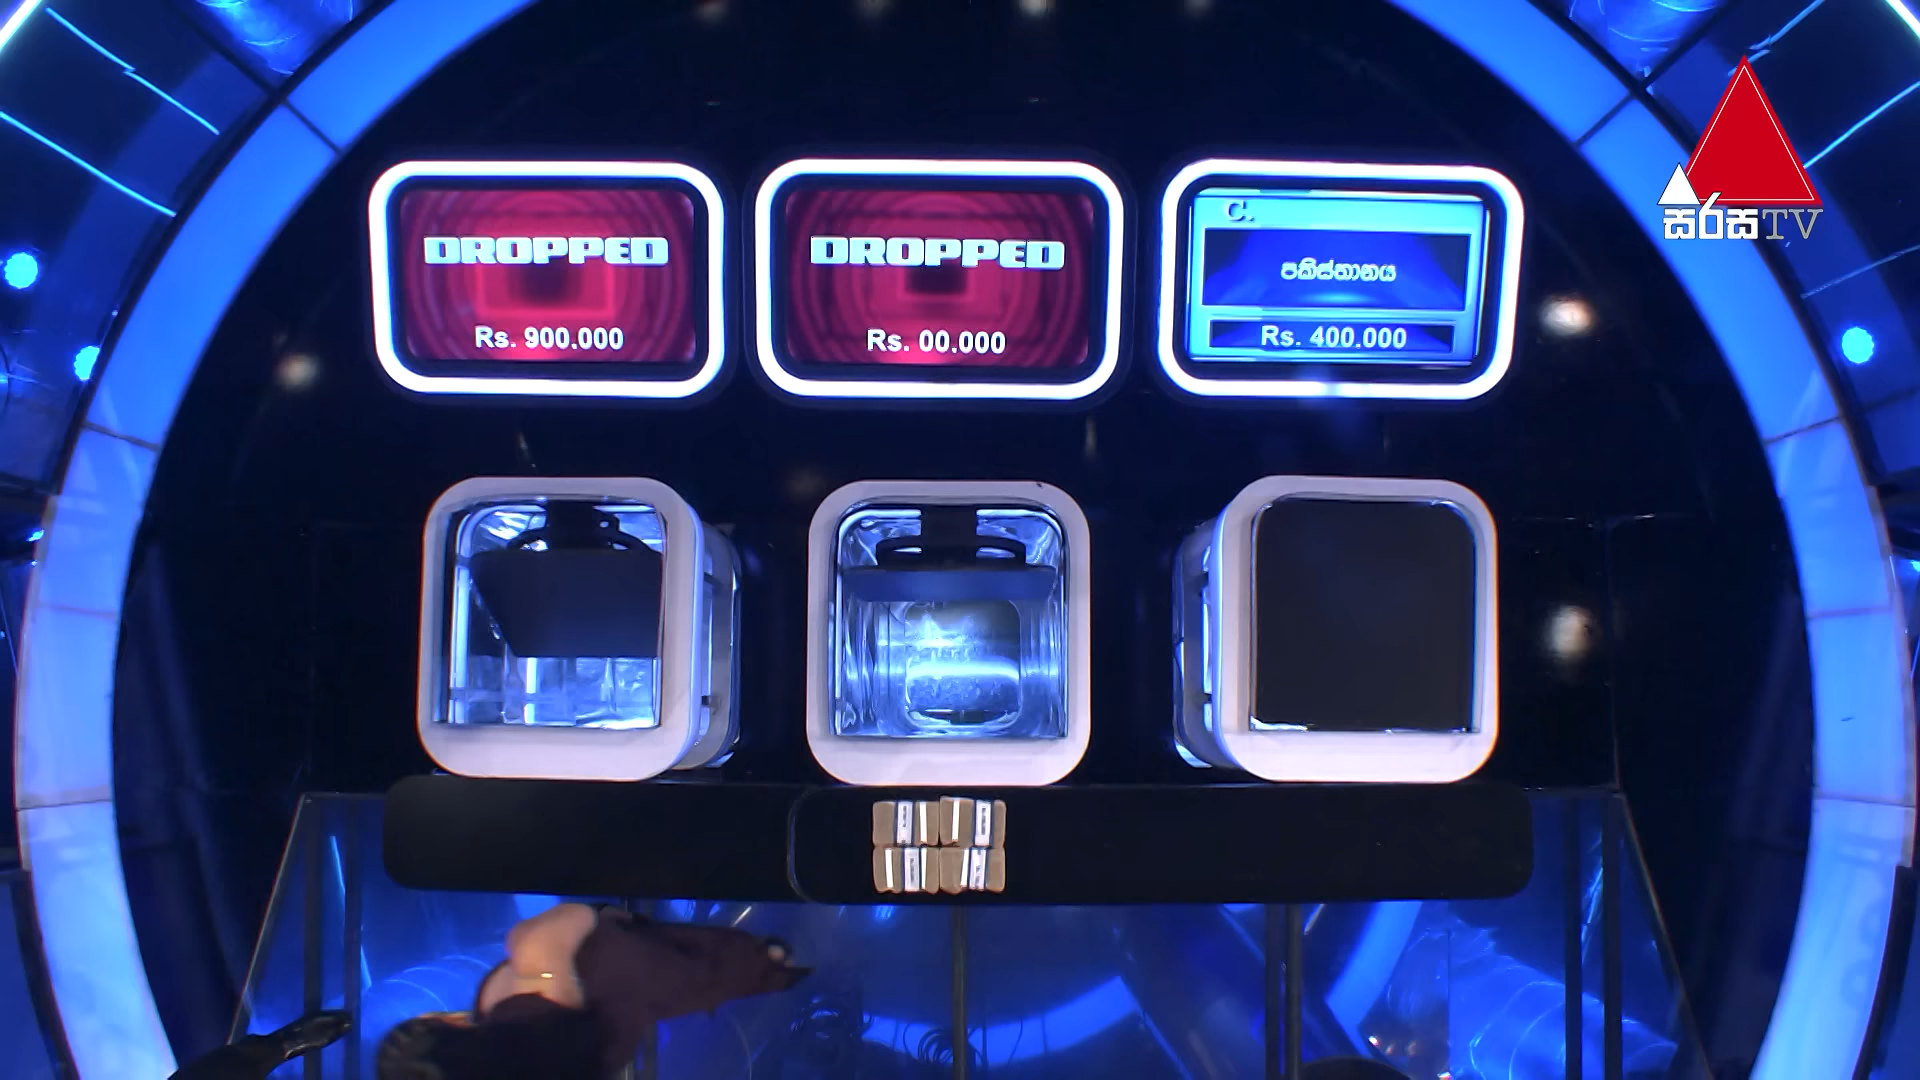 DROPPED
Rs. 900.000
DROPPED
Rs. 00.000
C.
පකිස්තානය
Rs. 400.000
සිරස TV